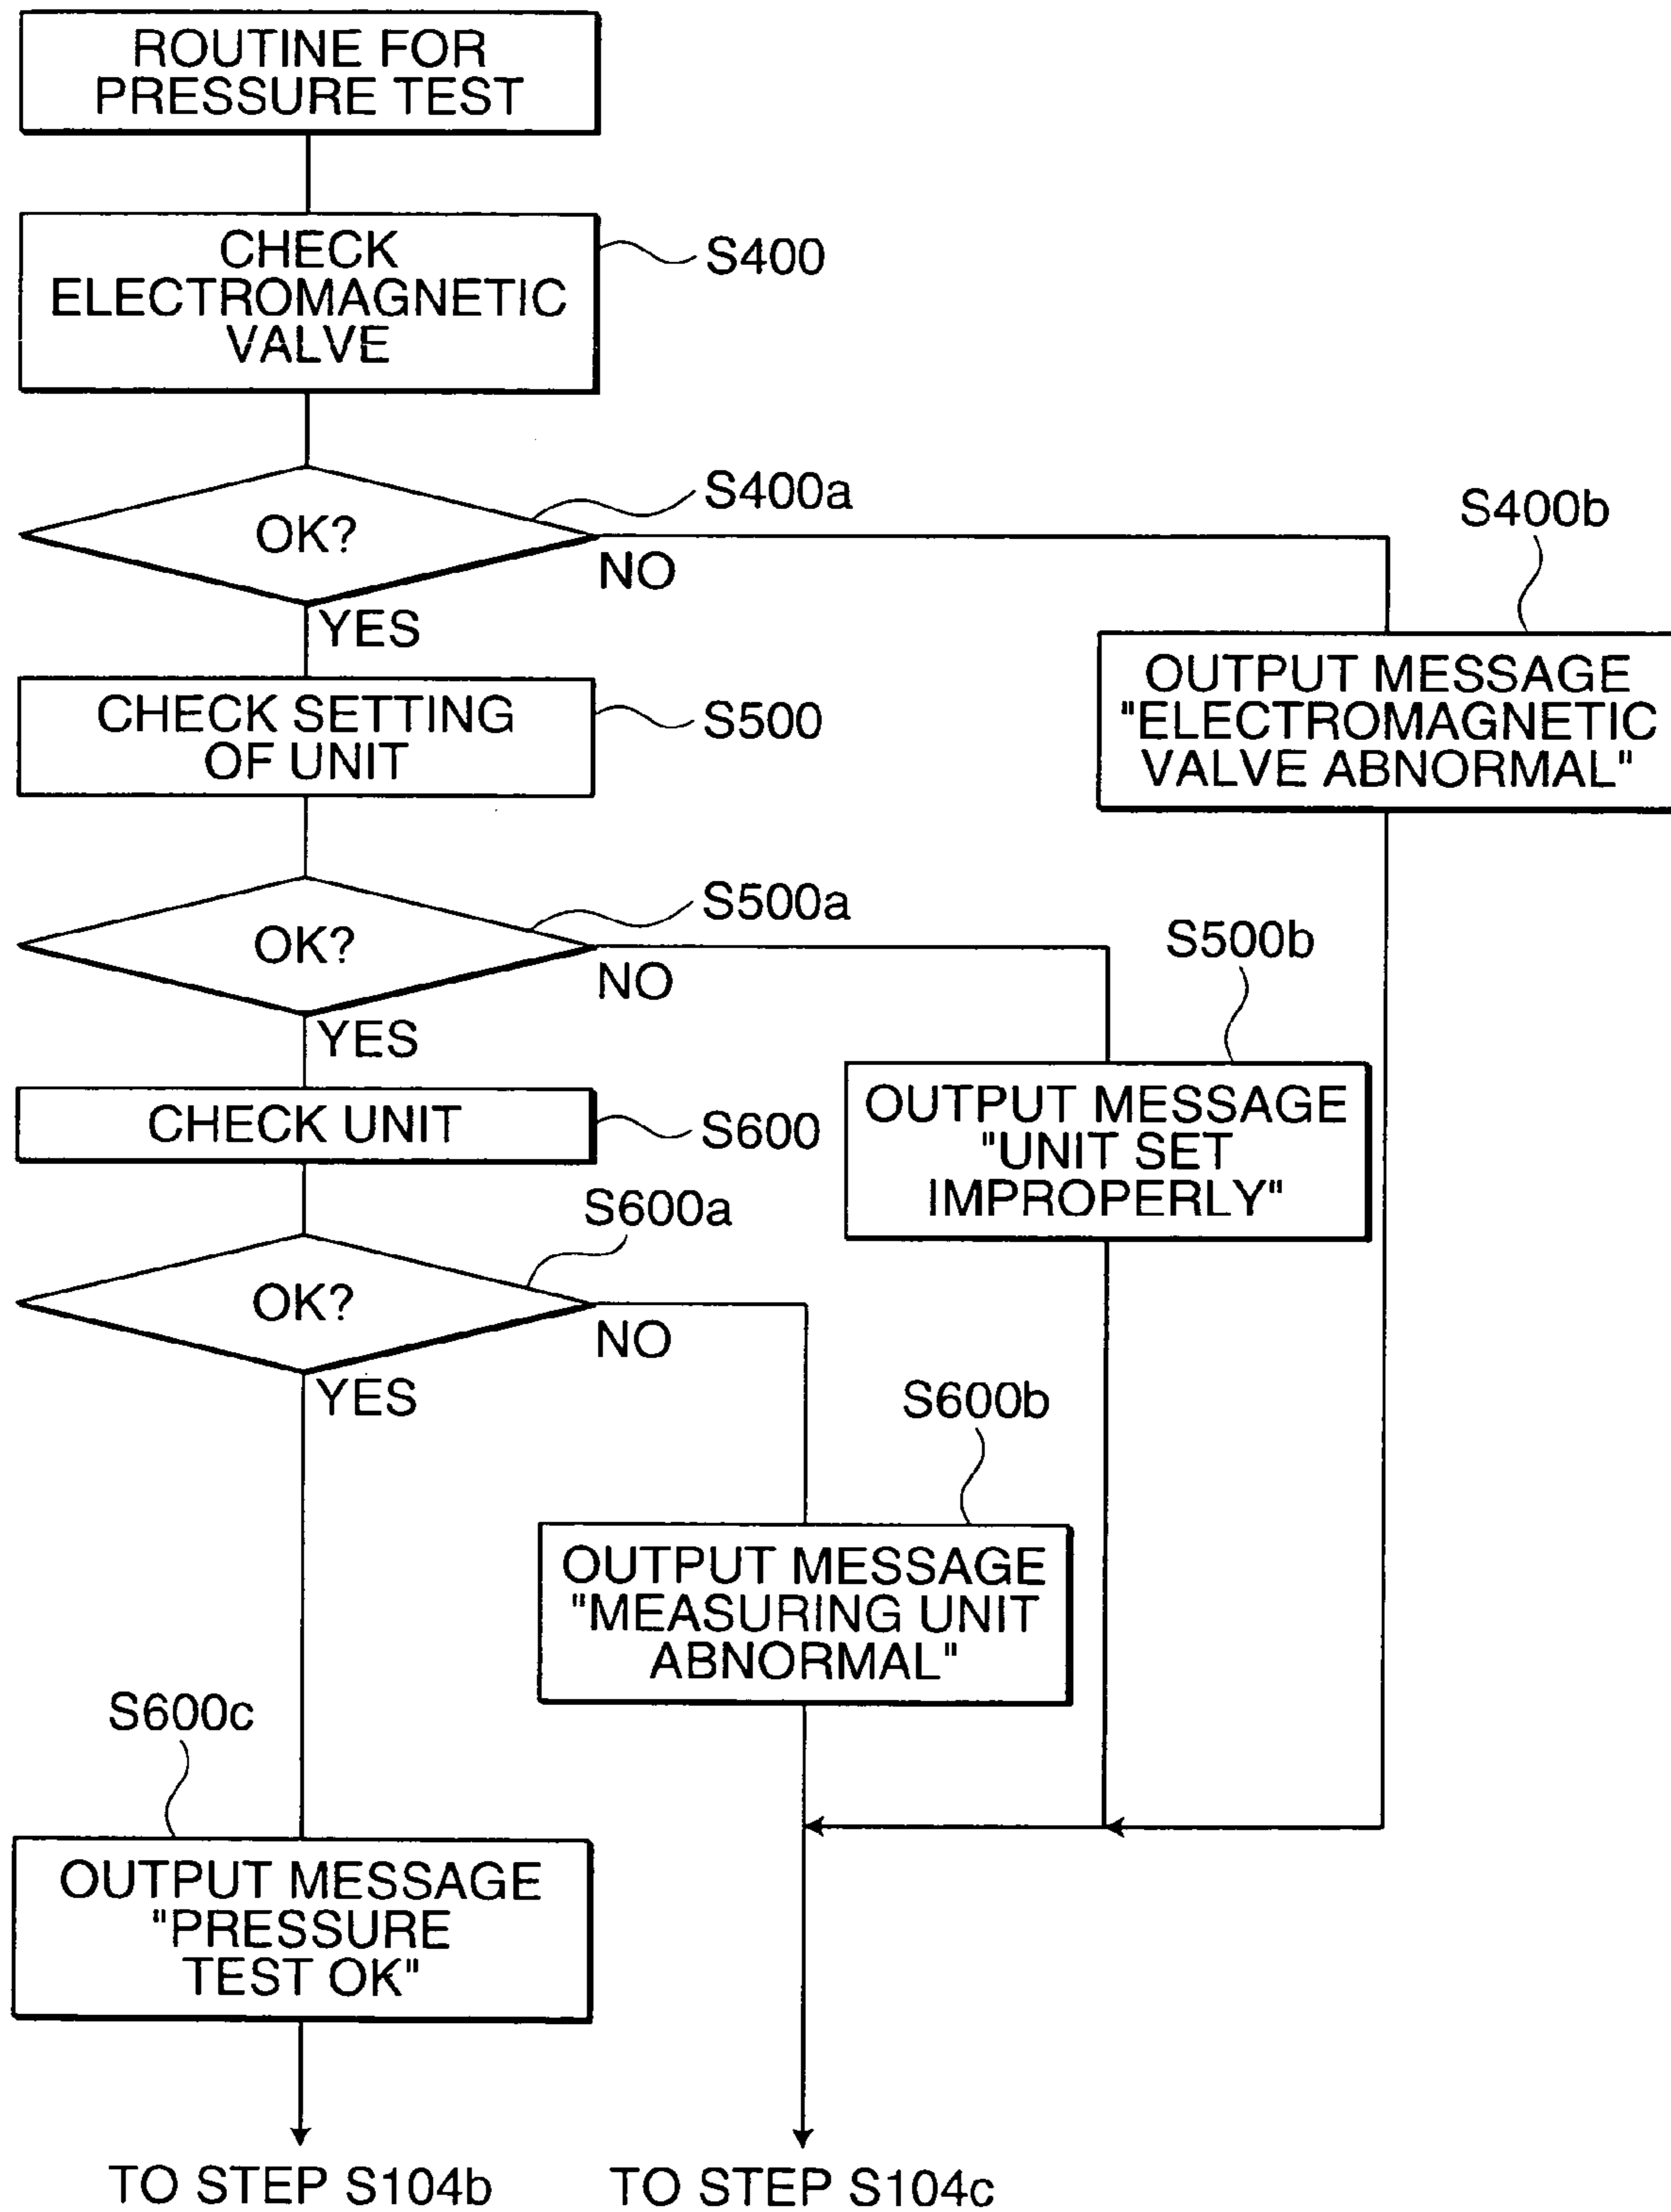 ROUTINE FOR
PRESSURE TEST
CHECK
ELECTROMAGNETIC
VALVE
S400
OK?
S400a
NO
YES
S400b
OUTPUT MESSAGE
"ELECTROMAGNETIC
VALVE ABNORMAL"
CHECK SETTING
OF UNIT
S500
OK?
S500a
NO
YES
S500b
OUTPUT MESSAGE
"UNIT SET
IMPROPERLY"
CHECK UNIT
S600
S600a
OK?
NO
YES
S600b
OUTPUT MESSAGE
"MEASURING UNIT
ABNORMAL"
S600c
OUTPUT MESSAGE
"PRESSURE
TEST OK"
TO STEP S104b
TO STEP S104c